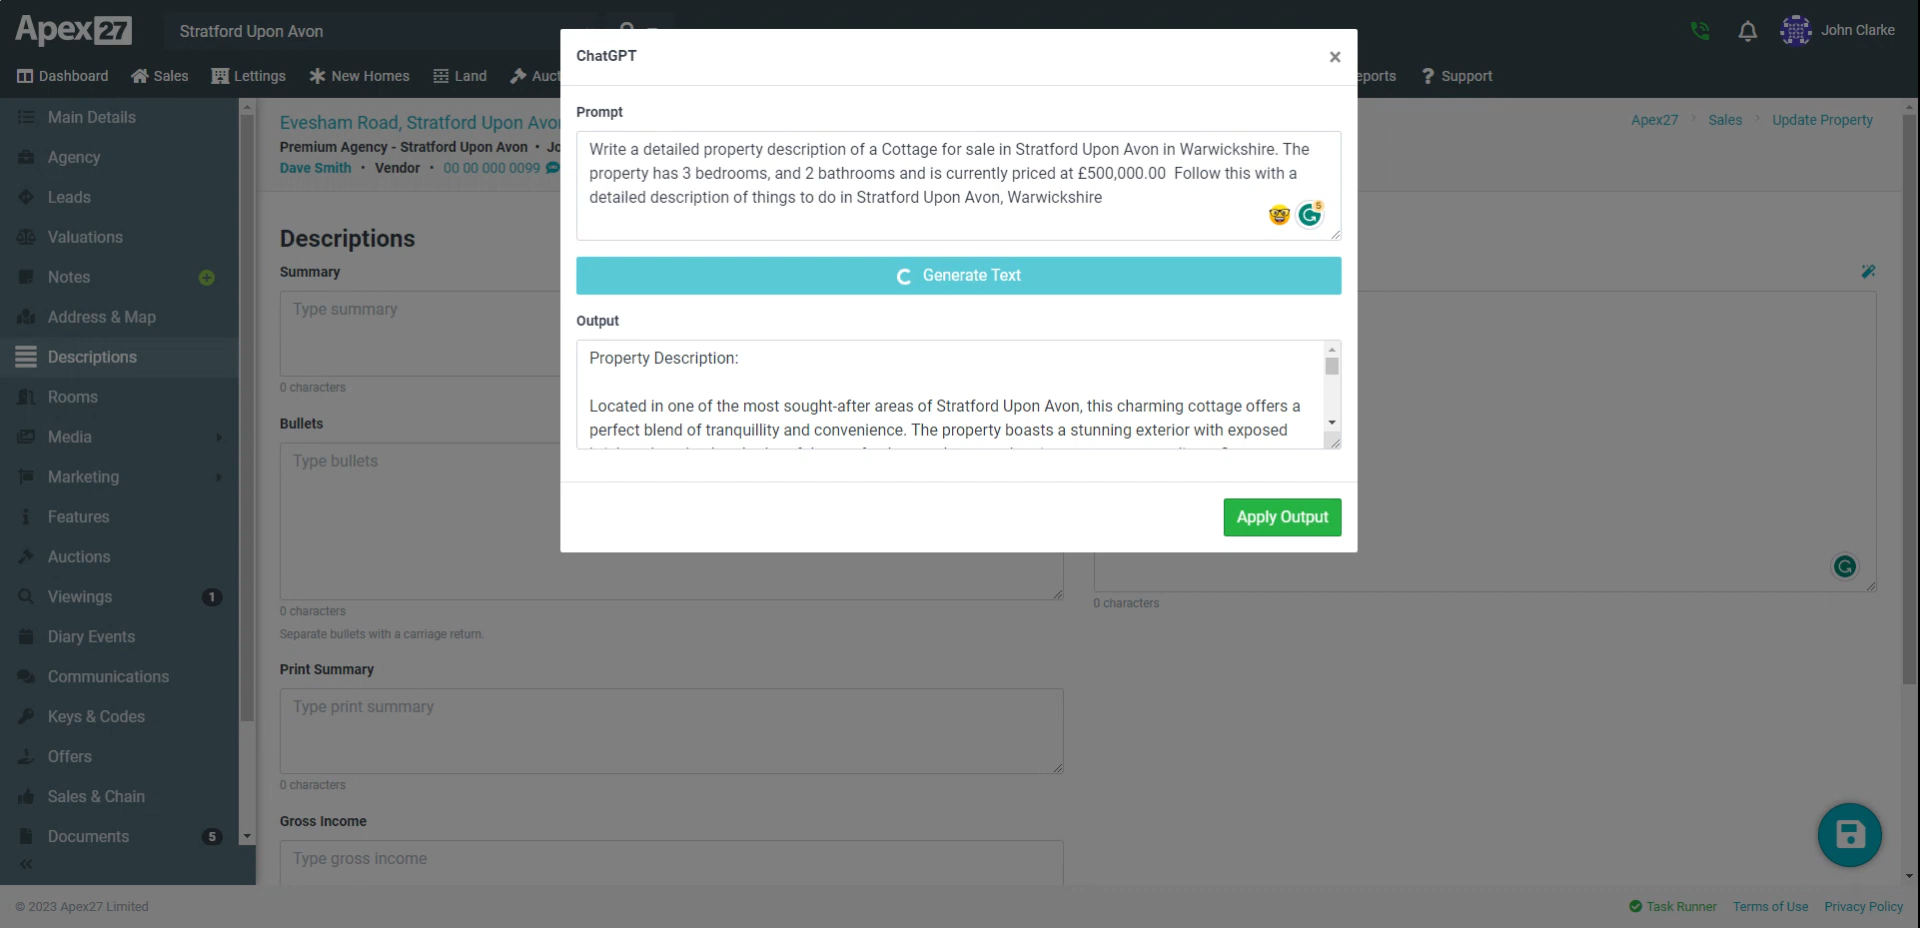 Apex27
Stratford Upon Avon
John Clarke
Dashboard
Sales
Lettings
New Homes
Land
Support
Main Details
Agency
Leads
Valuations
Notes
Address & Map
Descriptions
Rooms
Media
Marketing
Features
Auctions
Viewings 1
Diary Events
Communications
Keys & Codes
Offers
Sales & Chain
Documents 5
Evesham Road, Stratford Upon
Premium Agency - Stratford Upon Avon •
Dave Smith • Vendor • 00 00 000 0099
Apex27 > Sales > Update Property
Descriptions
Summary
Type summary
0 characters
Bullets
Type bullets
0 characters
Separate bullets with a carriage return.
Print Summary
Type print summary
0 characters
Gross Income
Type gross income
0 characters
ChatGPT
×
Prompt
Write a detailed property description of a Cottage for sale in Stratford Upon Avon in Warwickshire. The
property has 3 bedrooms, and 2 bathrooms and is currently priced at £500,000.00  Follow this with a
detailed description of things to do in Stratford Upon Avon, Warwickshire
5
Generate Text
Output
Property Description:
Located in one of the most sought-after areas of Stratford Upon Avon, this charming cottage offers a
perfect blend of tranquillity and convenience. The property boasts a stunning exterior with exposed
Apply Output
© 2023 Apex27 Limited
Task Runner
Terms of Use
Privacy Policy